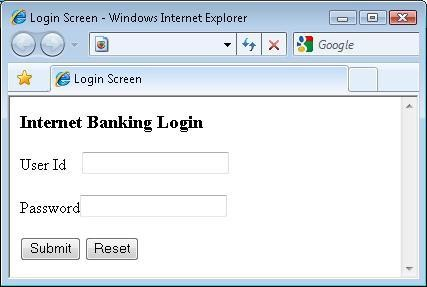 Login Screen - Windows Internet Explorer
Google
Login Screen
Internet Banking Login
User Id
Password
Submit Reset